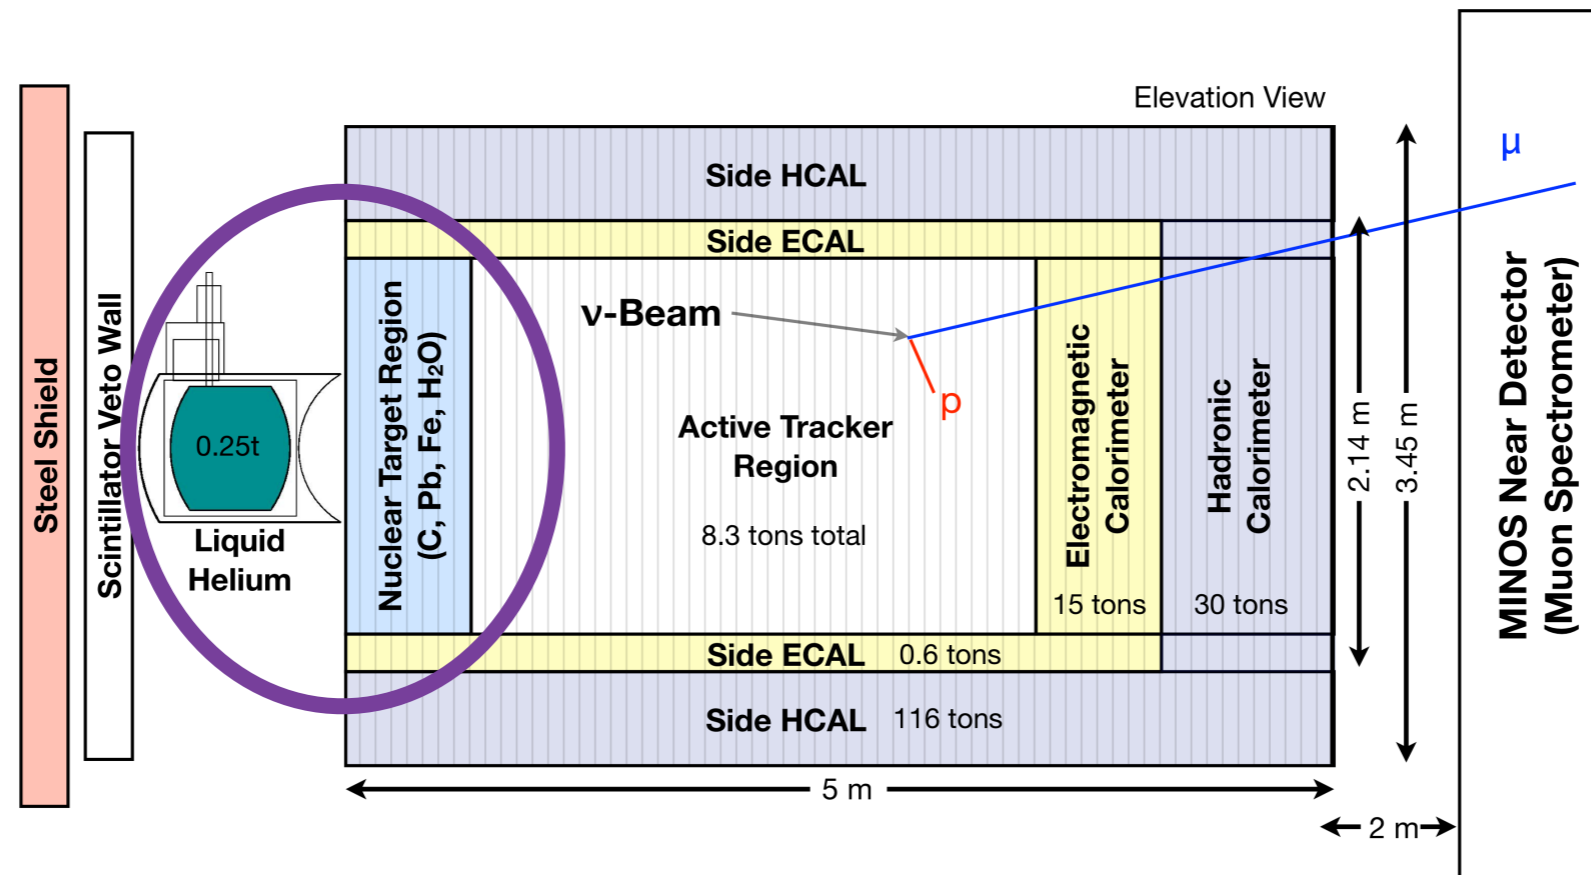 Elevation View
Steel Shield
Scintillator Veto Wall
0.25t
Liquid
Helium
Nuclear Target Region
(C, Pb, Fe, H₂O)
Side HCAL
Side ECAL
ν-Beam
p
μ
Active Tracker
Region
8.3 tons total
Electromagnetic
Calorimeter
15 tons
Hadronic
Calorimeter
30 tons
Side ECAL 0.6 tons
Side HCAL 116 tons
5 m
2 m
2.14 m
3.45 m
MINOS Near Detector
(Muon Spectrometer)